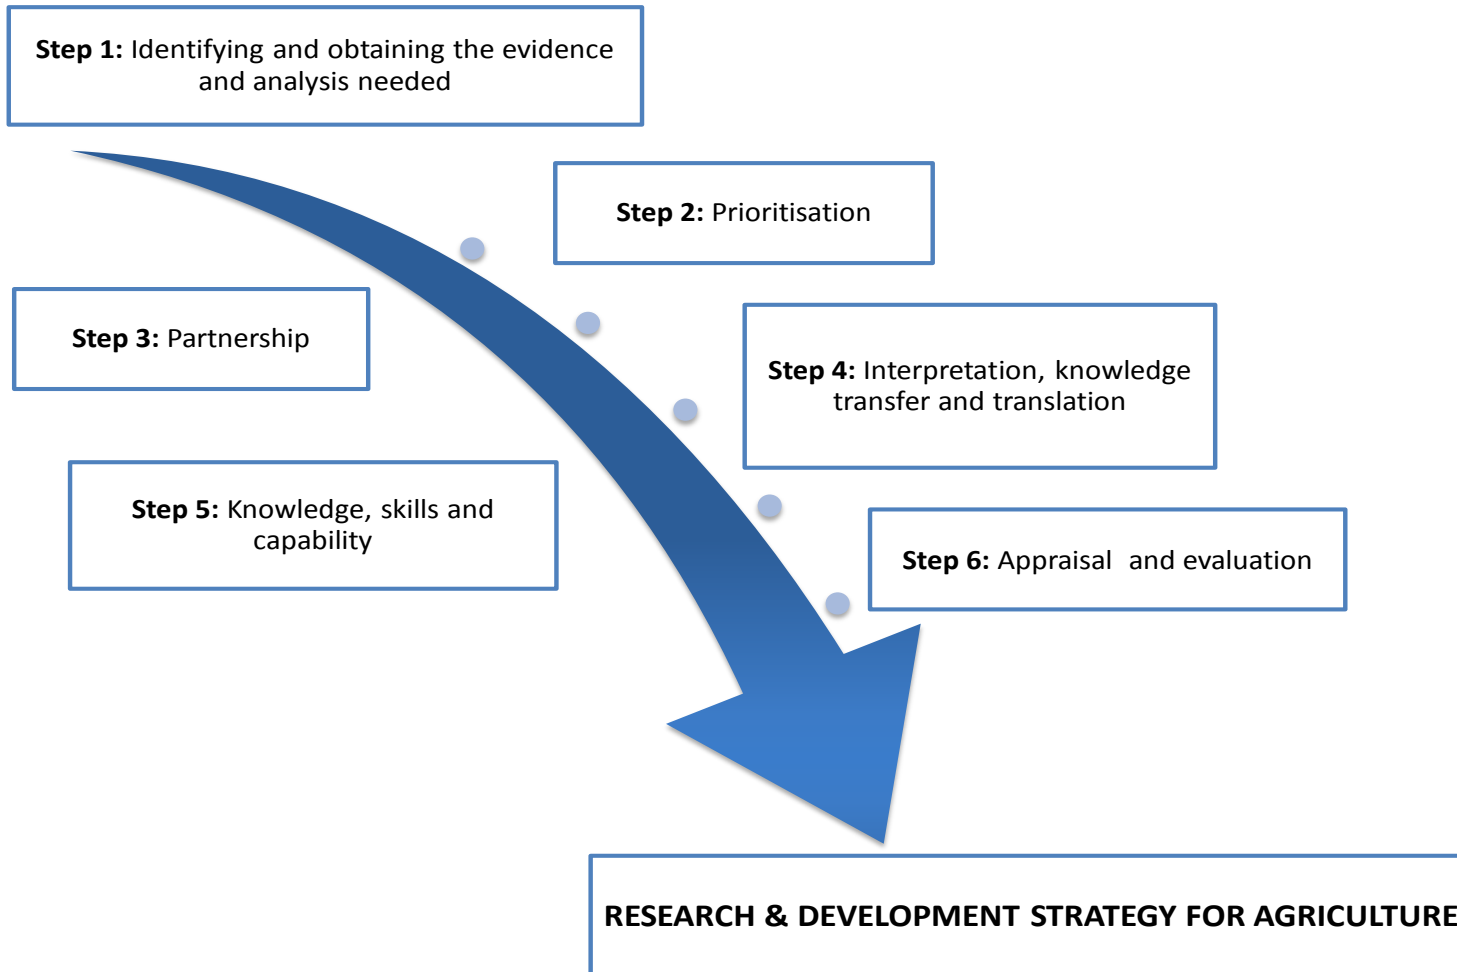 Step 1: Identifying and obtaining the evidence
and analysis needed
Step 2: Prioritisation
Step 3: Partnership
Step 4: Interpretation, knowledge
transfer and translation
Step 5: Knowledge, skills and
capability
Step 6: Appraisal  and evaluation
RESEARCH & DEVELOPMENT STRATEGY FOR AGRICULTURE